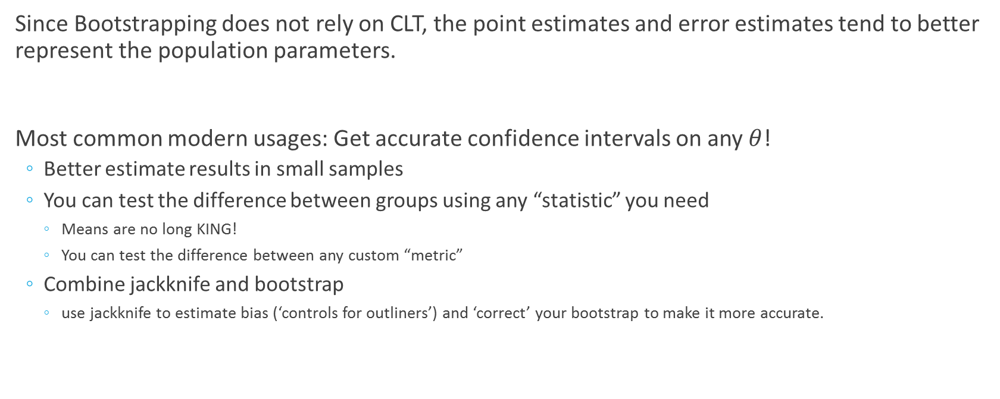 Since Bootstrapping does not rely on CLT, the point estimates and error estimates tend to better
represent the population parameters.
Most common modern usages: Get accurate confidence intervals on any θ!
◦ Better estimate results in small samples
◦ You can test the difference between groups using any “statistic” you need
◦ Means are no long KING!
◦ You can test the difference between any custom “metric”
◦ Combine jackknife and bootstrap
◦ use jackknife to estimate bias (‘controls for outliners’) and ‘correct’ your bootstrap to make it more accurate.